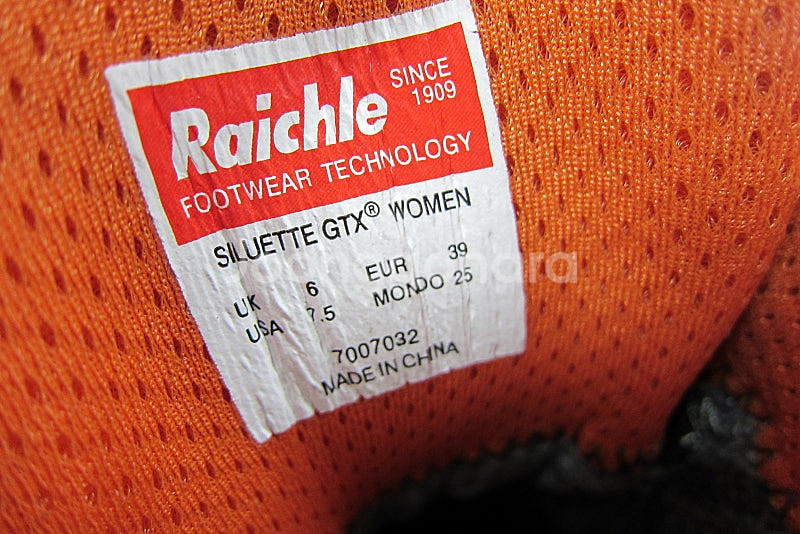 Raichle SINCE 1909
FOOTWEAR TECHNOLOGY
SILUETTE GTX® WOMEN
UK 6 EUR 39
USA 7.5 MONDO 25
7007032
MADE IN CHINA